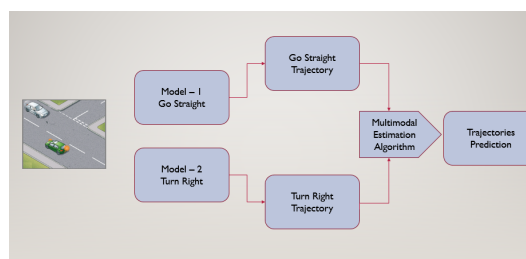 Model – 1
Go Straight
Go Straight
Trajectory
Model – 2
Turn Right
Turn Right
Trajectory
Multimodal
Estimation
Algorithm
Trajectories
Prediction